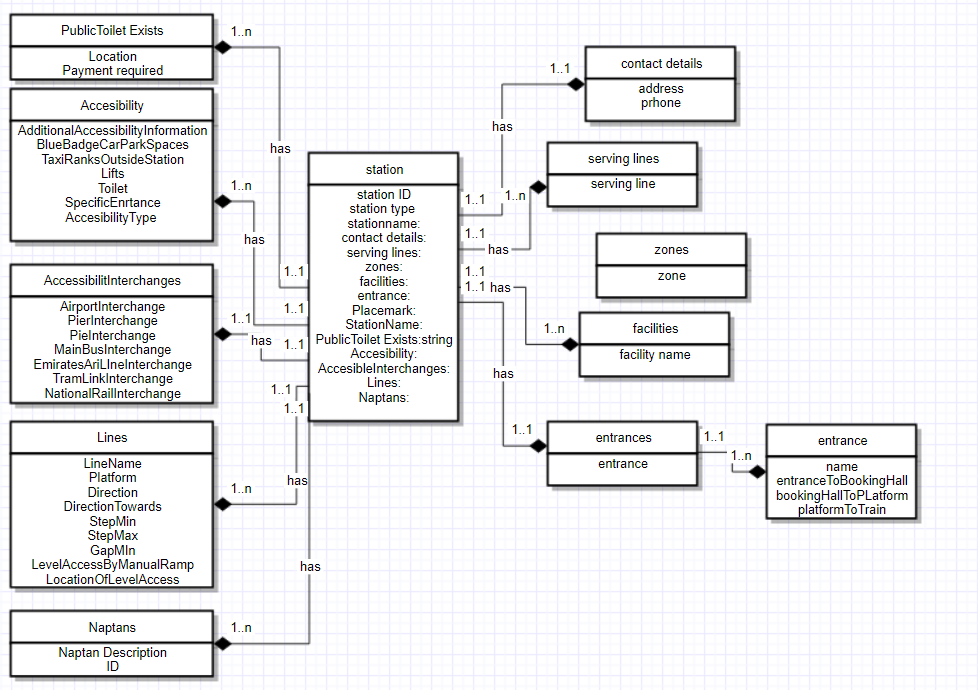 PublicToilet Exists
Location
Payment required
1..n
has
1..1
Accesibility
AdditionalAccessibilityInformation
BlueBadgeCarParkSpaces
TaxiRanksOutsideStation
Lifts
Toilet
SpecificEnrtance
AccesibilityType
1..n
has
1..1
AccessibilitInterchanges
AirportInterchange
PierInterchange
PieInterchange
MainBusInterchange
EmiratesAriLIneInterchange
TramLinkInterchange
NationalRailInterchange
1..1
has
1..1
Lines
LineName
Platform
Direction
DirectionTowards
StepMin
StepMax
GapMIn
LevelAccessByManualRamp
LocationOfLevelAccess
1..n
has
1..1
Naptans
Naptan Description
ID
1..n
has
1..1
station
station ID
station type
stationname:
contact details:
serving lines:
zones:
facilities:
entrance:
Placemark:
StationName:
PublicToilet Exists:string
Accesibility:
AccesibleInterchanges:
Lines:
Naptans:
1..1
has
1..1
contact details
address
prhone
1..1
has
1..n
serving lines
serving line
zones
zone
1..1
has
1..n
facilities
facility name
1..1
has
1..1
entrances
entrance
1..1
1..n
entrance
name
entranceToBookingHall
bookingHallToPLatform
platformToTrain